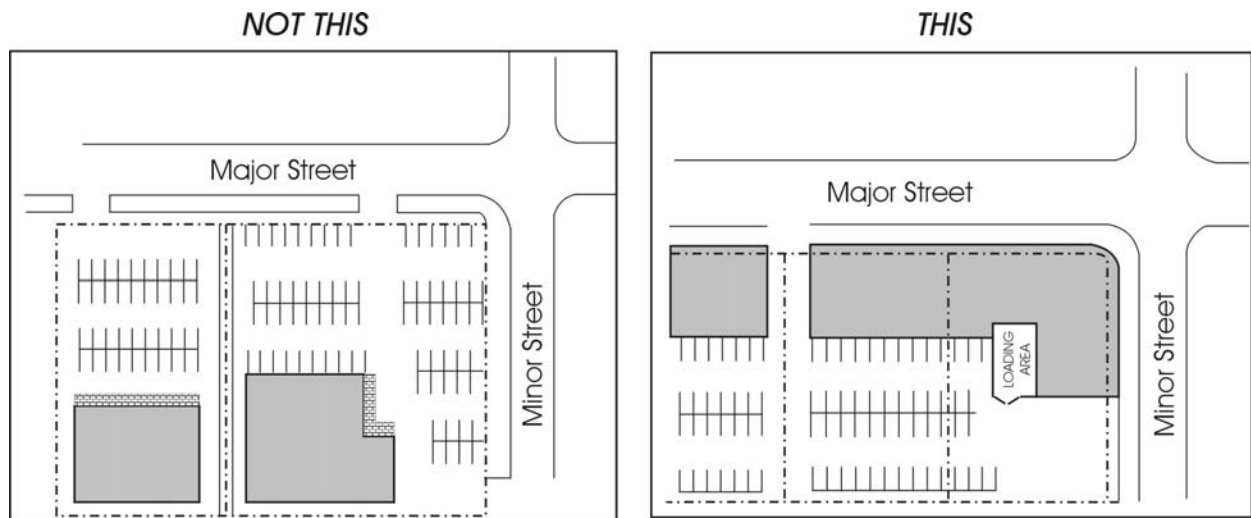 NOT THIS
THIS
Major Street
Minor Street
Major Street
LOADING
AREA
Minor Street